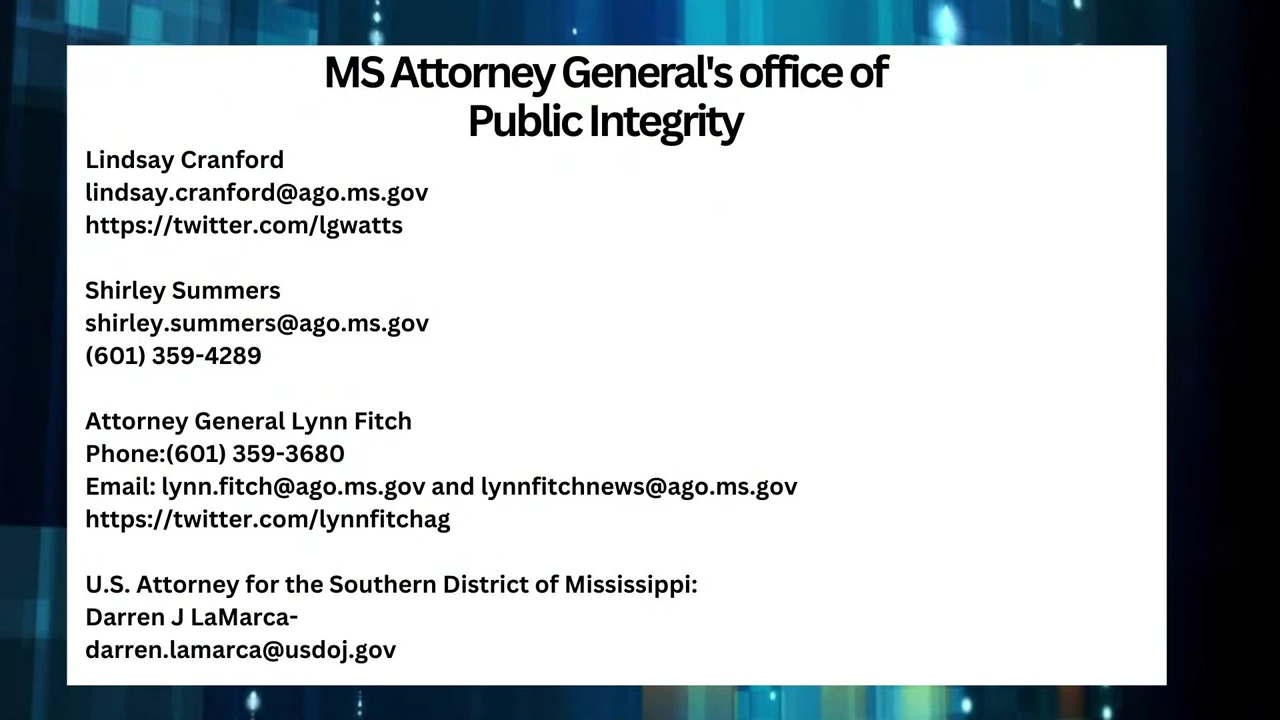 MS Attorney General's office of
Public Integrity
Lindsay Cranford
lindsay.cranford@ago.ms.gov
https://twitter.com/lgwatts
Shirley Summers
shirley.summers@ago.ms.gov
(601) 359-4289
Attorney General Lynn Fitch
Phone:(601) 359-3680
Email: lynn.fitch@ago.ms.gov and lynnfitchnews@ago.ms.gov
https://twitter.com/lynnfitchag
U.S. Attorney for the Southern District of Mississippi:
Darren J LaMarca-
darren.lamarca@usdoj.gov